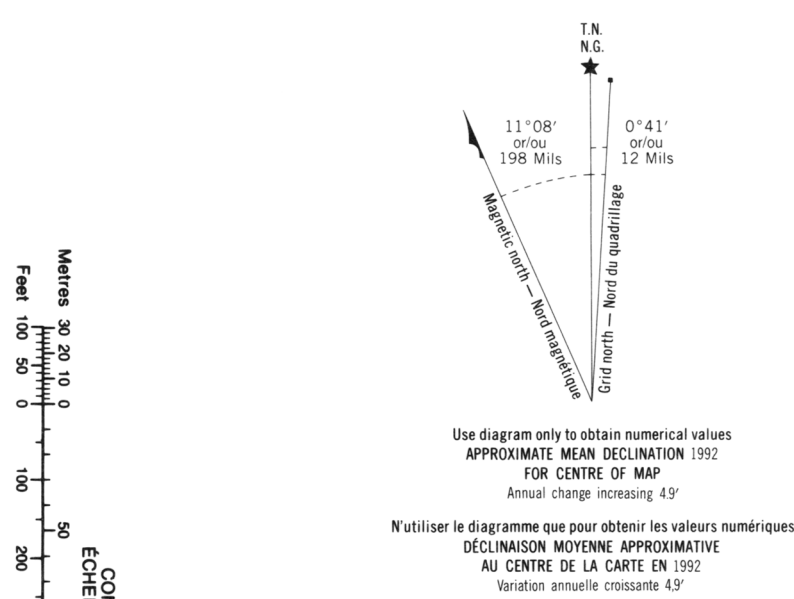 T.N.
N.G.
11°08′
or/ou
198 Mils
0°41′
or/ou
12 Mils
Magnetic north — Nord magnétique
Grid north — Nord du quadrillage
Use diagram only to obtain numerical values
APPROXIMATE MEAN DECLINATION 1992
FOR CENTRE OF MAP
Annual change increasing 4.9′
N'utiliser le diagramme que pour obtenir les valeurs numériques
DÉCLINAISON MOYENNE APPROXIMATIVE
AU CENTRE DE LA CARTE EN 1992
Variation annuelle croissante 4,9′
Metres 30 20 10 0 50
Feet 100 50 0 100 200